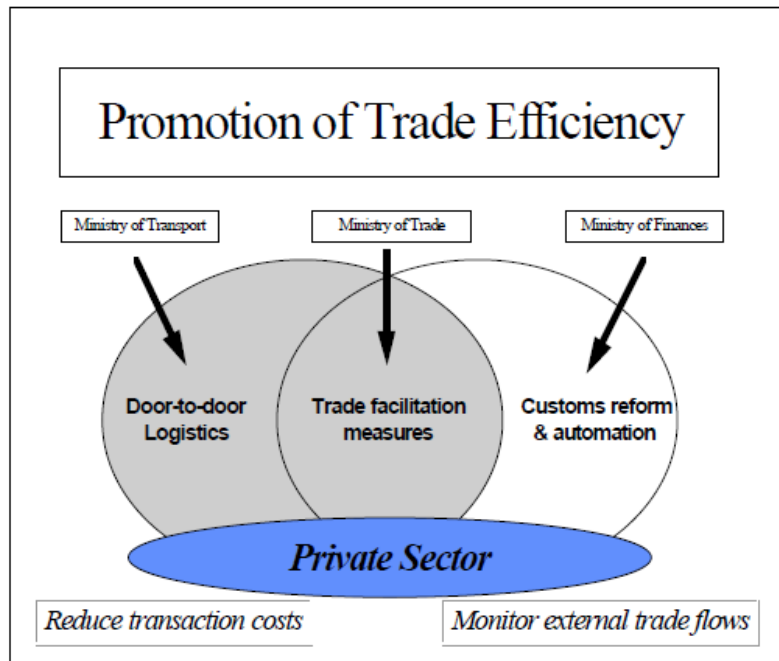 Promotion of Trade Efficiency
Ministry of Transport
Ministry of Trade
Ministry of Finances
Door-to-door
Logistics
Trade facilitation
measures
Customs reform
& automation
Private Sector
Reduce transaction costs
Monitor external trade flows